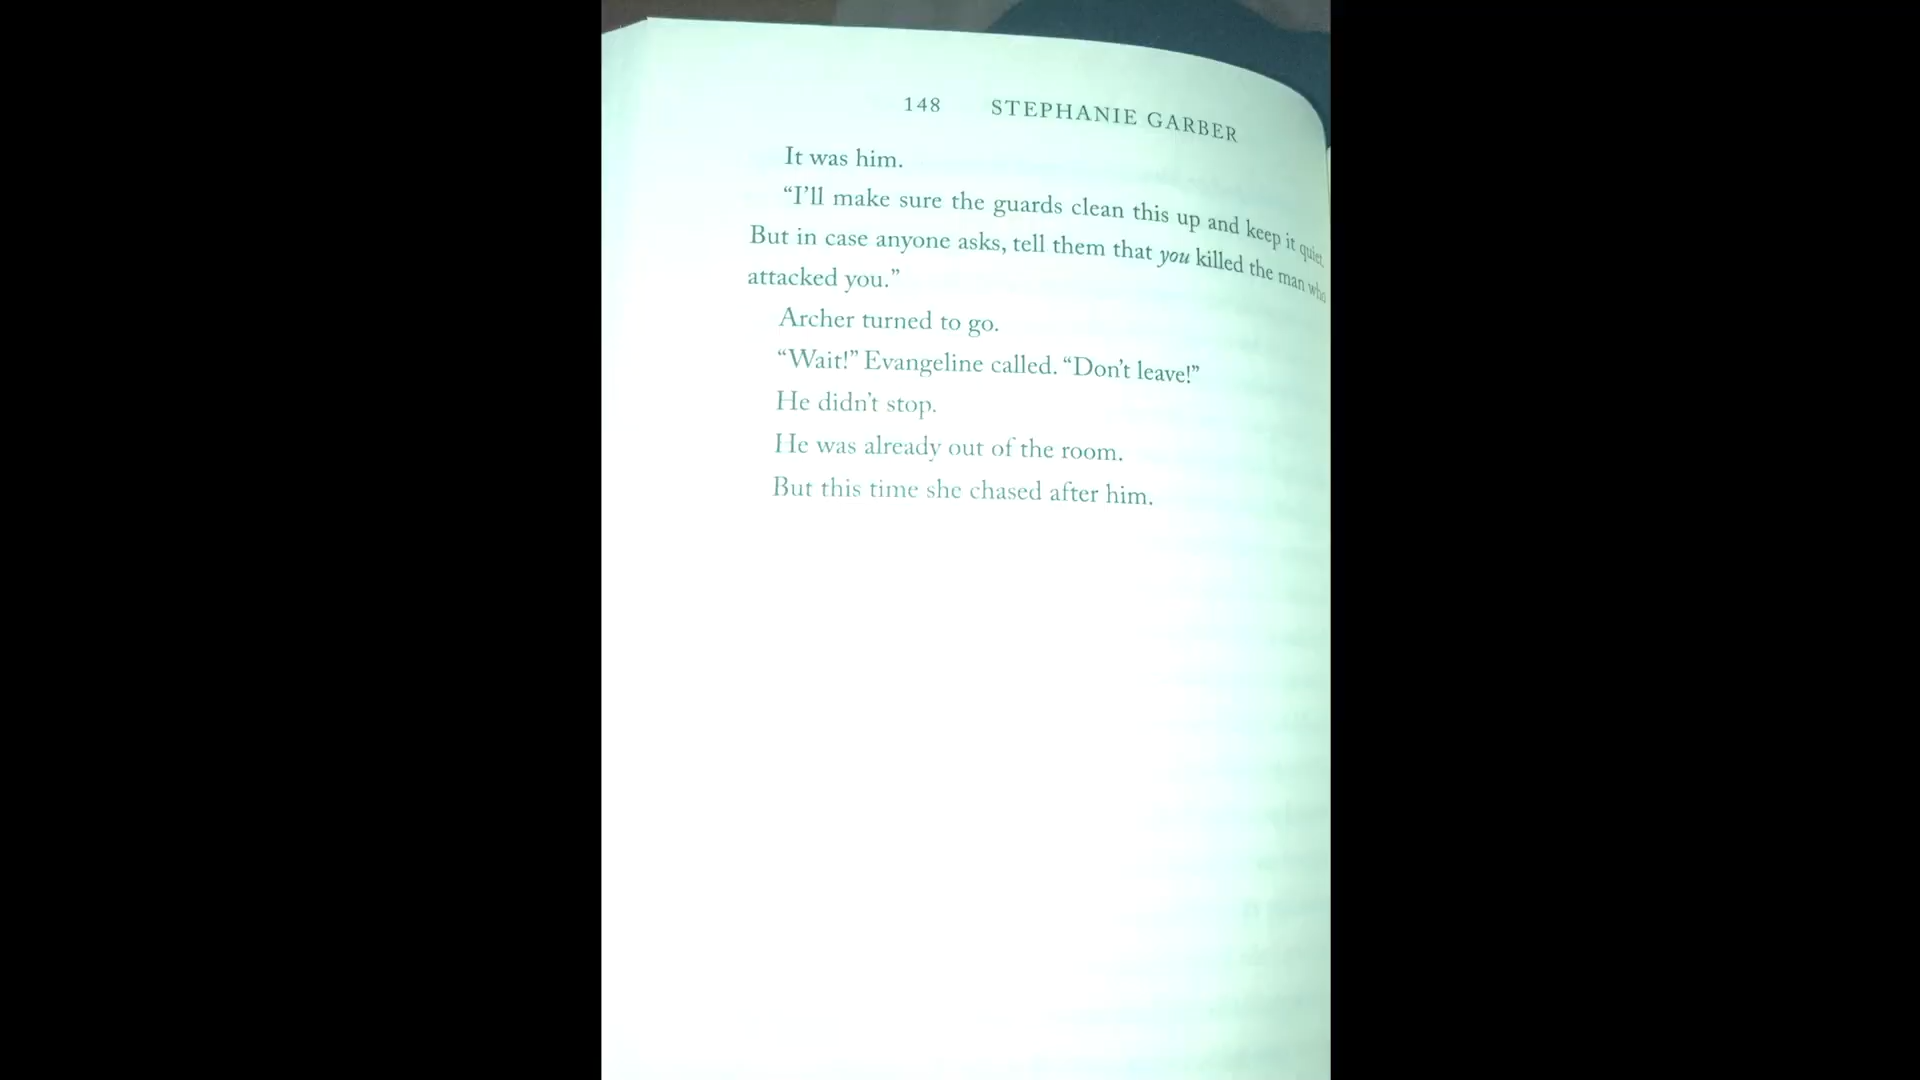 148 STEPHANIE GARBER
It was him.
“I’ll make sure the guards clean this up and keep it quiet.
But in case anyone asks, tell them that you killed the man who
attacked you.”
Archer turned to go.
“Wait!” Evangeline called. “Don’t leave!”
He didn’t stop.
He was already out of the room.
But this time she chased after him.